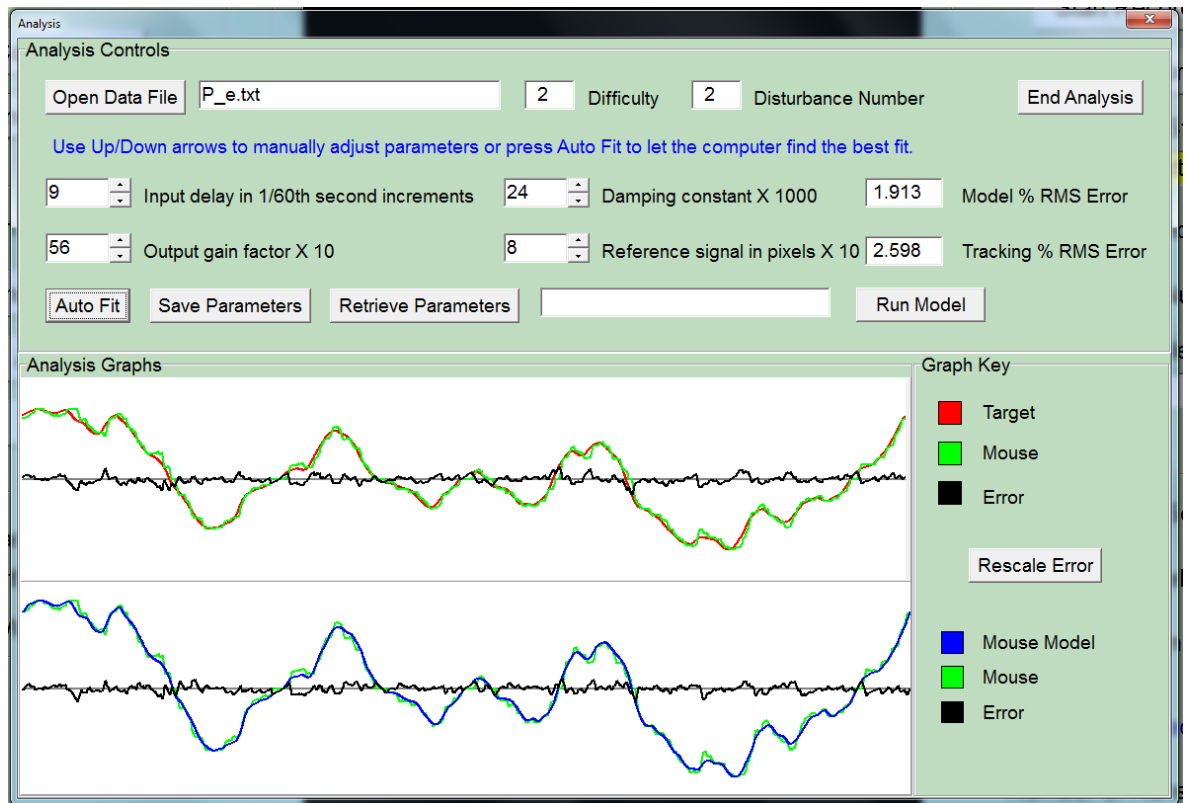 Analysis
Analysis Controls
Open Data File P_e.txt 2 Difficulty 2 Disturbance Number End Analysis
Use Up/Down arrows to manually adjust parameters or press Auto Fit to let the computer find the best fit.
9 Input delay in 1/60th second increments 24 Damping constant X 1000 1.913 Model % RMS Error
56 Output gain factor X 10 8 Reference signal in pixels X 10 2.598 Tracking % RMS Error
Auto Fit Save Parameters Retrieve Parameters Run Model
Analysis Graphs Graph Key
Target
Mouse
Error
Rescale Error
Mouse Model
Mouse
Error